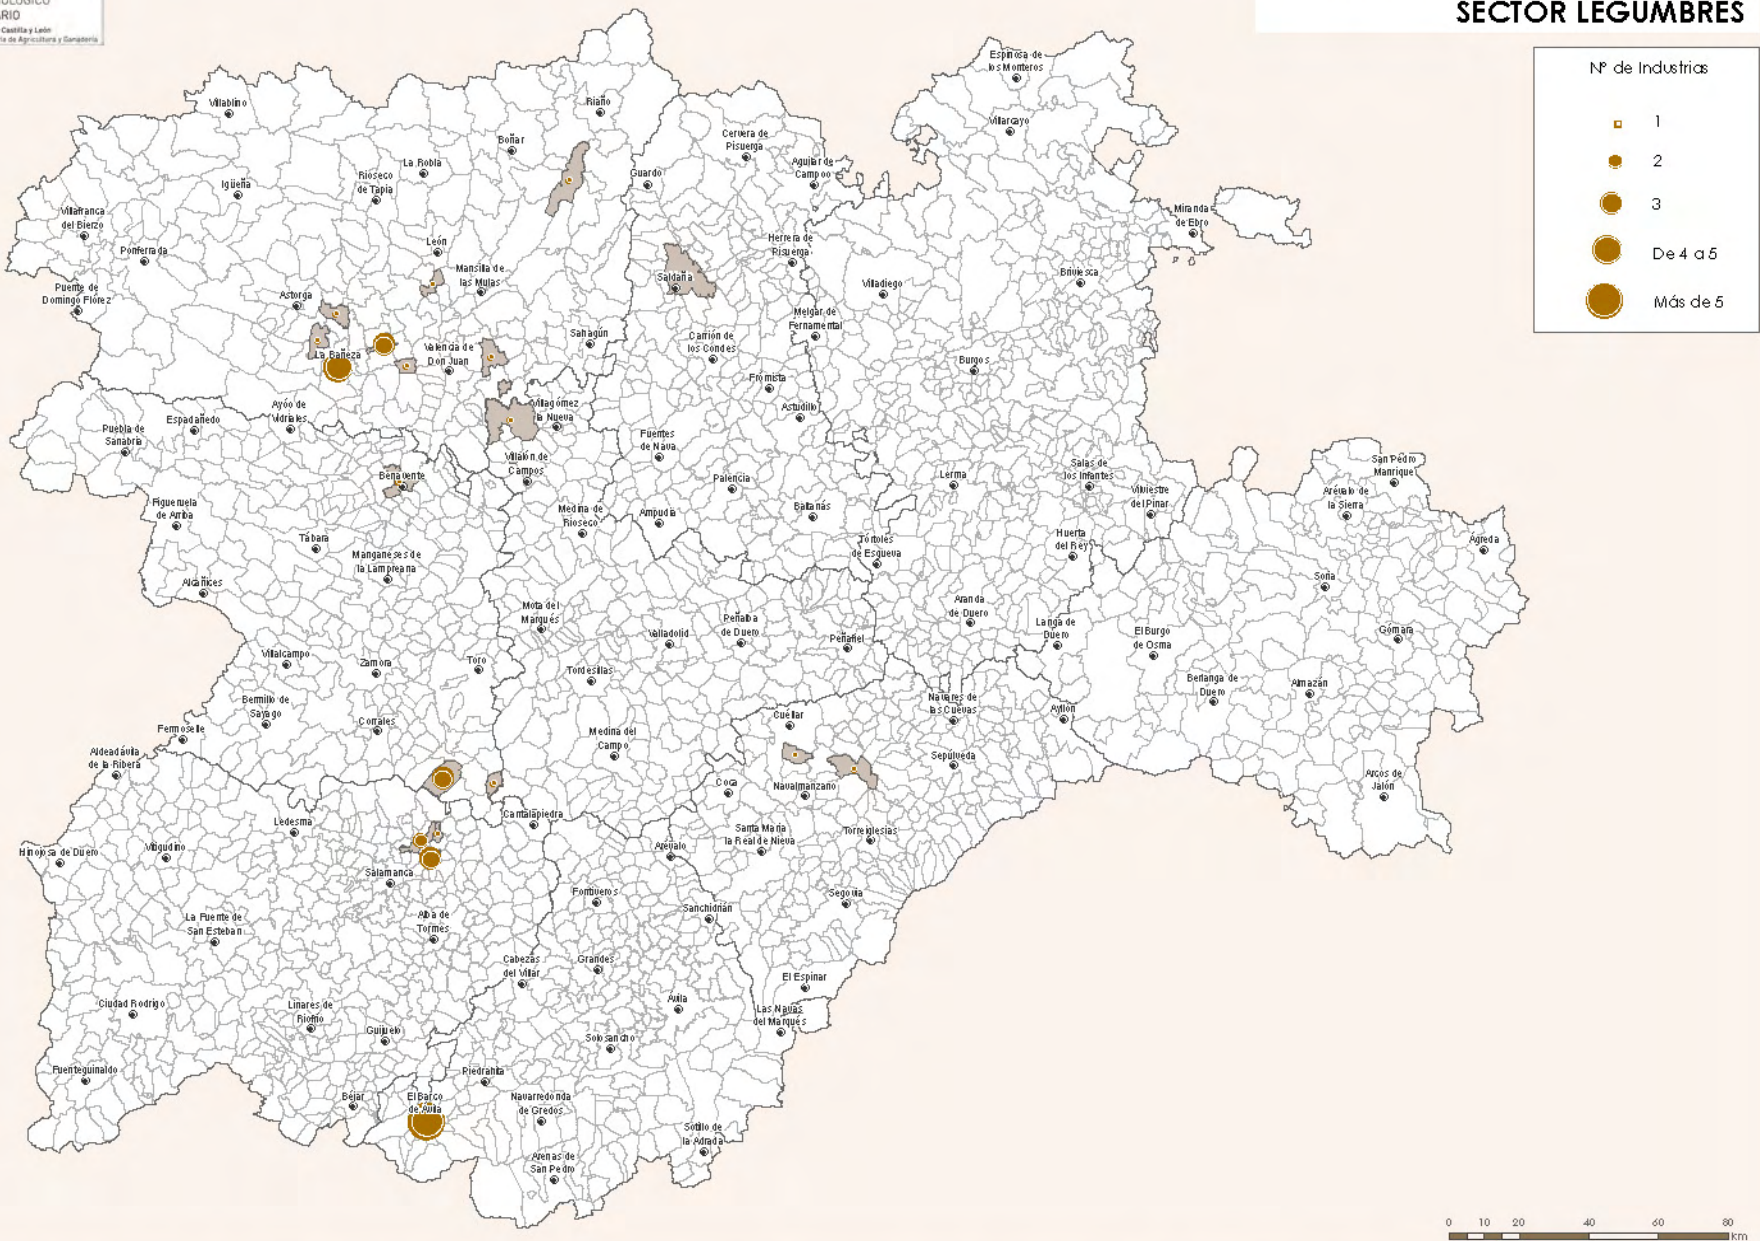 RIO
Castilla y León
SECTOR LEGUMBRES
Nº de Industrias
1
2
3
De 4 a 5
Más de 5
Espinosa de
los Monteros
Villarcayo
Villablino
Riaño
Boñar
Cervera de
Pisuerga
Aguilar de
Campoo
La Robla
Guardo
Rioseco
de Tapia
Igüeña
Villafranca
del Bierzo
Miranda
de Ebro
León
Ponferrada
Herrera de
Pisuerga
Mansilla de
las Mulas
Saldaña
Briviesca
Villadiego
Puente de
Domingo Flórez
Astorga
Melgar de
Fernamental
Sahagún
Carrión de
los Condes
La Bañeza
Valencia de
Don Juan
Burgos
Frómista
Astudillo
Ayóo de
Vidriales
Villagómez
la Nueva
Espadañedo
Puebla de
Sanabria
Fuentes
de Nava
Villalón de
Campos
Benavente
Palencia
Lerma
Salas de
los Infantes
San Pedro
Manrique
Vilviestre
del Pinar
Arévalo de
la Sierra
Figueruela
de Arriba
Medina de
Rioseco
Ampudia
Baltanás
Tábara
Manganeses de
la Lampreana
Tórtoles
de Esgueva
Huerta
del Rey
Ágreda
Alcañices
Soria
Mota del
Marqués
Valladolid
Peñalba
de Duero
Peñafiel
Aranda
de Duero
Langa de
Duero
El Burgo
de Osma
Gómara
Villalcampo
Zamora
Toro
Tordesillas
Berlanga de
Duero
Almazán
Bermillo de
Sayago
Corrales
Fermoselle
Navares de
las Cuevas
Ayllón
Cuéllar
Medina del
Campo
Aldeadávila
de la Ribera
Sepúlveda
Coca
Navalmanzano
Arcos de
Jalón
Cantalapiedra
Ledesma
Santa María
la Real de Nieva
Torreiglesias
Hinojosa de Duero
Vitigudino
Arévalo
Salamanca
Fontiveros
Segovia
Sanchidrián
La Fuente de
San Esteban
Alba de
Tormes
Cabezas
del Villar
Grandes
El Espinar
Ciudad Rodrigo
Linares de
Riofrío
Ávila
Las Navas
del Marqués
Guijuelo
Solosancho
Fuenteguinaldo
Piedrahíta
Béjar
El Barco
de Ávila
Navarredonda
de Gredos
Sotillo de
la Adrada
Arenas de
San Pedro
0 10 20 40 60 80
km